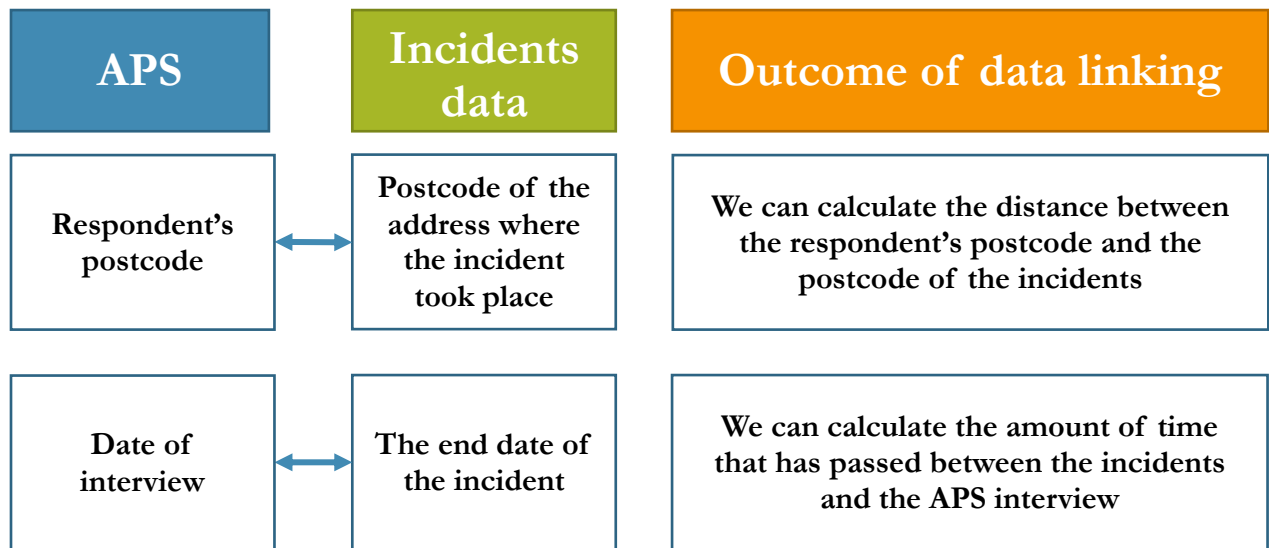 APS
Incidents
data
Outcome of data linking
Respondent’s
postcode
Postcode of the
address where
the incident
took place
We can calculate the distance between
the respondent’s postcode and the
postcode of the incidents
Date of
interview
The end date of
the incident
We can calculate the amount of time
that has passed between the incidents
and the APS interview